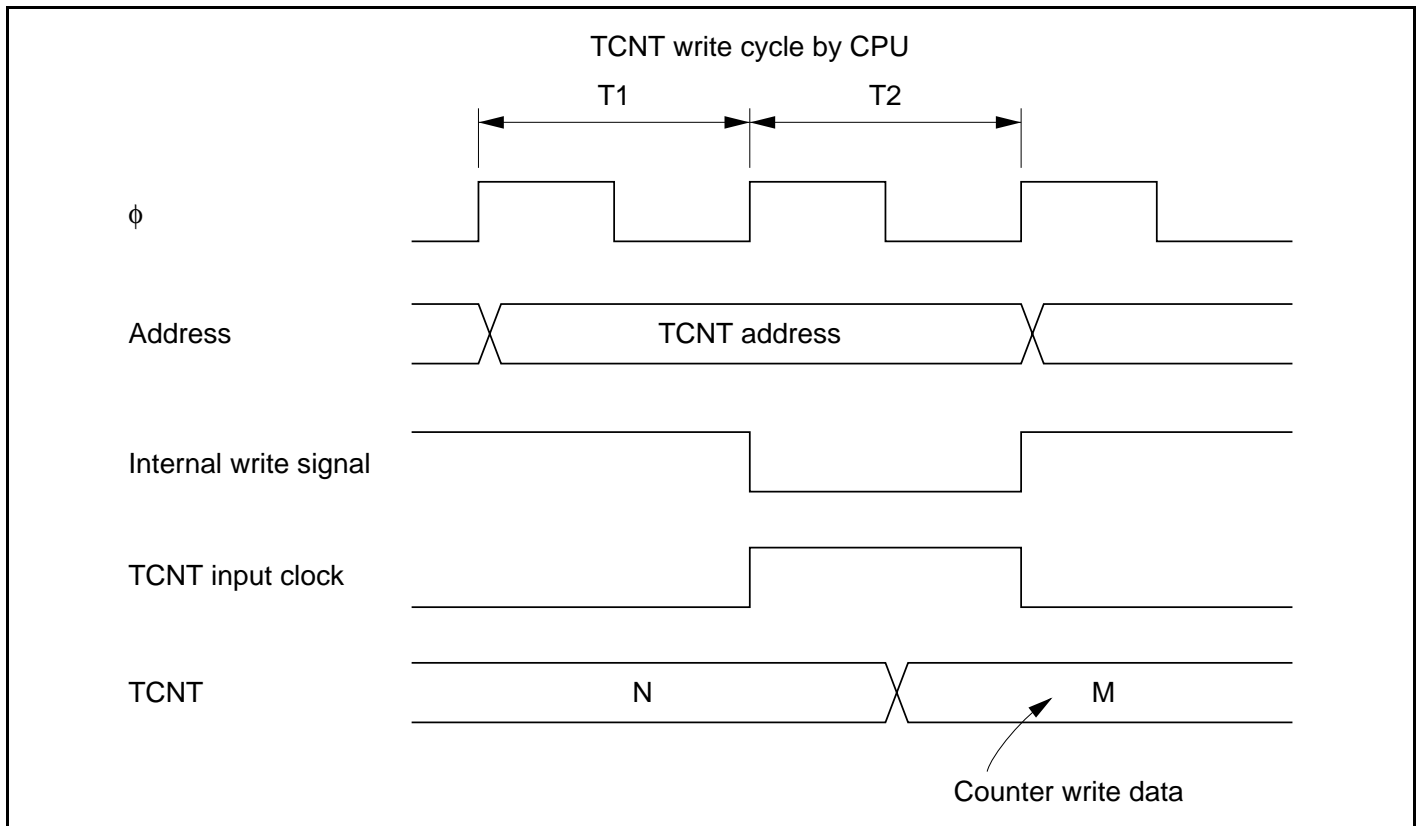 TCNT write cycle by CPU
T1 T2
ϕ
Address TCNT address
Internal write signal
TCNT input clock
TCNT N M
Counter write data